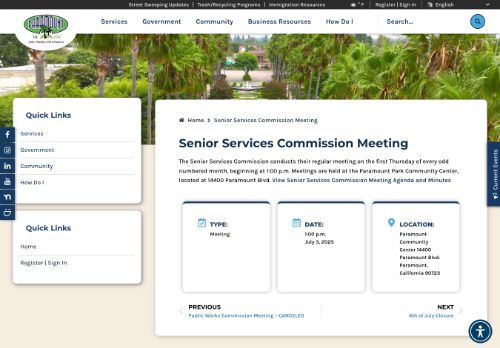 Street Sweeping Updates | Trash/Recycling Programs | Immigration Resources
° F | Register | Sign In | English
PARAMOUNT
Services Government Community Business Resources How Do I
Search...
Quick Links
Services
Government
Community
How Do I
Quick Links
Home
Register | Sign In
Home > Senior Services Commission Meeting
Senior Services Commission Meeting
The Senior Services Commission conducts their regular meeting on the first Thursday of every odd
numbered month, beginning at 1:00 p.m. Meetings are held at the Paramount Park Community Center,
located at 14400 Paramount Blvd. View Senior Services Commission Meeting Agenda and Minutes
TYPE:
Meeting
DATE:
1:00 p.m.
July 3, 2025
LOCATION:
Paramount
Community
Center 14400
Paramount Blvd.
Paramount,
California 90723
PREVIOUS
Public Works Commission Meeting – CANCELED
NEXT
4th of July Closure
Current Events